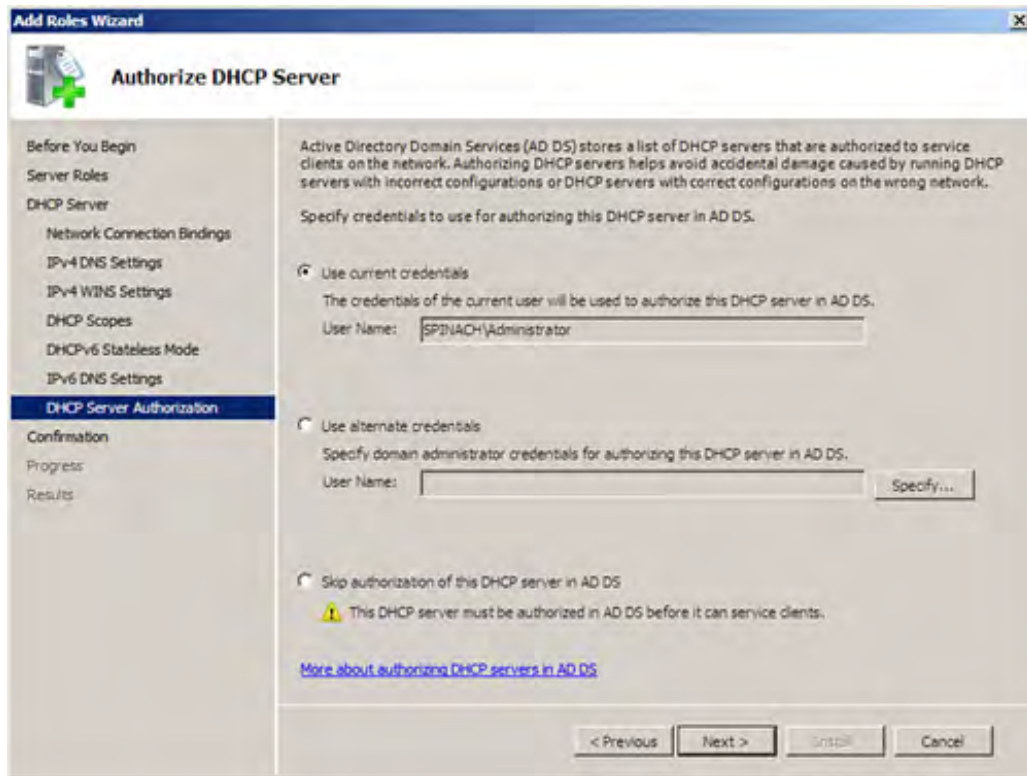 Add Roles Wizard
Authorize DHCP Server
Before You Begin
Server Roles
DHCP Server
Network Connection Bindings
IPv4 DNS Settings
IPv4 WINS Settings
DHCP Scopes
DHCPv6 Stateless Mode
IPv6 DNS Settings
DHCP Server Authorization
Confirmation
Progress
Results
Active Directory Domain Services (AD DS) stores a list of DHCP servers that are authorized to service
clients on the network. Authorizing DHCP servers helps avoid accidental damage caused by running DHCP
servers with incorrect configurations or DHCP servers with correct configurations on the wrong network.
Specify credentials to use for authorizing this DHCP server in AD DS.
Use current credentials
The credentials of the current user will be used to authorize this DHCP server in AD DS.
User Name: SPINACH\Administrator
Use alternate credentials
Specify domain administrator credentials for authorizing this DHCP server in AD DS.
User Name:
Specify...
Skip authorization of this DHCP server in AD DS
This DHCP server must be authorized in AD DS before it can service clients.
More about authorizing DHCP servers in AD DS
< Previous Next > Install Cancel